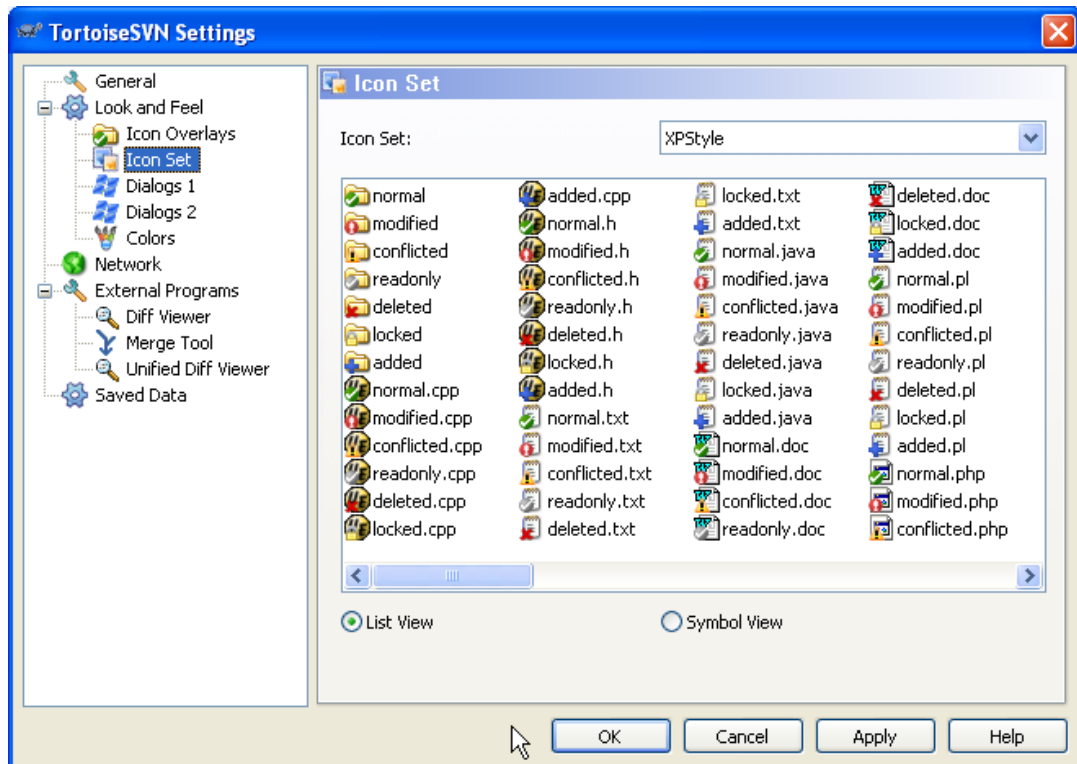 TortoiseSVN Settings
General
Look and Feel
Icon Overlays
Icon Set
Dialogs 1
Dialogs 2
Colors
Network
External Programs
Diff Viewer
Merge Tool
Unified Diff Viewer
Saved Data
Icon Set
Icon Set: XPStyle
normal added.cpp locked.txt deleted.doc
modified normal.h added.txt locked.doc
conflicted modified.h normal.java added.doc
readonly conflicted.h modified.java normal.pl
deleted readonly.h conflicted.java modified.pl
locked deleted.h readonly.java conflicted.pl
added locked.h deleted.java readonly.pl
normal.cpp added.h locked.java deleted.pl
modified.cpp normal.txt added.java locked.pl
conflicted.cpp modified.txt normal.doc added.pl
readonly.cpp conflicted.txt modified.doc normal.php
deleted.cpp readonly.txt conflicted.doc modified.php
locked.cpp deleted.txt readonly.doc conflicted.php
List View Symbol View
OK Cancel Apply Help